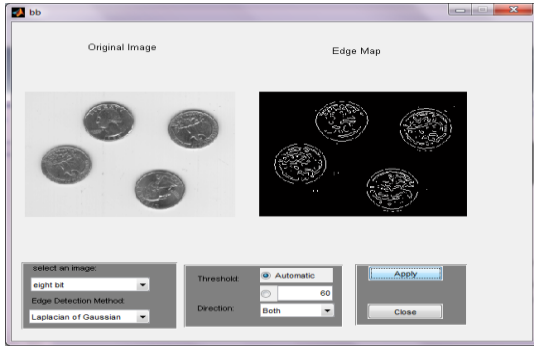 bb
Original Image
Edge Map
select an image:
eight bit
Edge Detection Method:
Laplacian of Gaussian
Threshold:
Automatic
60
Direction:
Both
Apply
Close